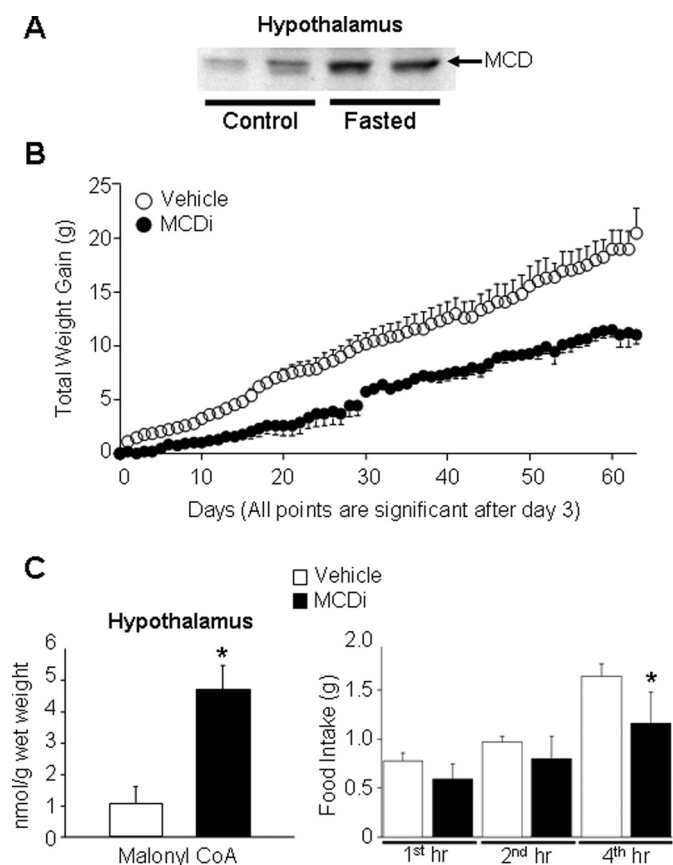 A
Hypothalamus
MCD
Control
Fasted
B
25
20
15
10
5
0
Total Weight Gain (g)
Vehicle
MCDi
0
10
20
30
40
50
60
Days (All points are significant after day 3)
C
Vehicle
MCDi
Hypothalamus
6
5
4
3
2
1
0
nmol/g wet weight
*
Malonyl CoA
2.0
1.5
1.0
0.5
0
Food Intake (g)
*
1st hr
2nd hr
4th hr